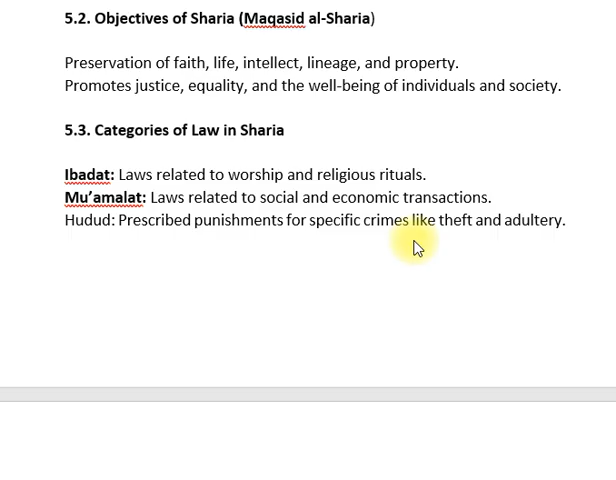 5.2. Objectives of Sharia (Maqasid al-Sharia)
Preservation of faith, life, intellect, lineage, and property.
Promotes justice, equality, and the well-being of individuals and society.
5.3. Categories of Law in Sharia
Ibadat: Laws related to worship and religious rituals.
Mu’amalat: Laws related to social and economic transactions.
Hudud: Prescribed punishments for specific crimes like theft and adultery.